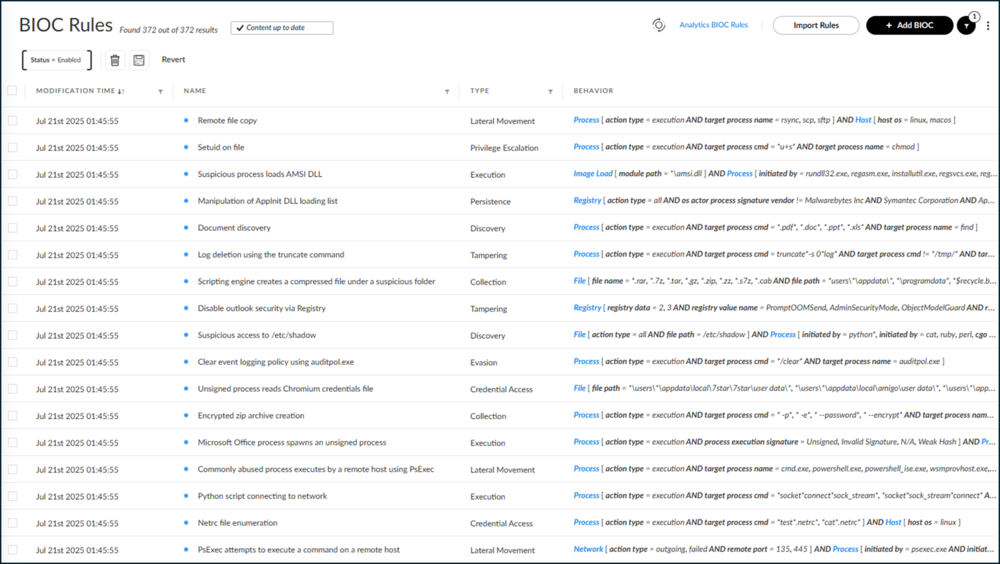 BIOC Rules Found 372 out of 372 results ✔ Content up to date Analytics BIOC Rules Import Rules + Add BIOC 1
Status = Enabled Revert
MODIFICATION TIME NAME TYPE BEHAVIOR
Jul 21st 2025 01:45:55 Remote file copy Lateral Movement Process [ action type = execution AND target process name = rsync, scp, sftp ] AND Host [ host os = linux, macos ]
Jul 21st 2025 01:45:55 Setuid on file Privilege Escalation Process [ action type = execution AND target process cmd = *u+s* AND target process name = chmod ]
Jul 21st 2025 01:45:55 Suspicious process loads AMSI DLL Execution Image Load [ module path = *\amsi.dll ] AND Process [ initiated by = rundll32.exe, regasm.exe, installutil.exe, regsvcs.exe, reg...
Jul 21st 2025 01:45:55 Manipulation of AppInit DLL loading list Persistence Registry [ action type = all AND os actor process signature vendor != Malwarebytes Inc AND Symantec Corporation AND Ap...
Jul 21st 2025 01:45:55 Document discovery Discovery Process [ action type = execution AND target process cmd = *.pdf*, *.doc*, *.ppt*, *.xls* AND target process name = find ]
Jul 21st 2025 01:45:55 Log deletion using the truncate command Tampering Process [ action type = execution AND target process cmd = truncate*-s 0*log* AND target process cmd != */tmp/* AND tar...
Jul 21st 2025 01:45:55 Scripting engine creates a compressed file under a suspicious folder Collection File [ file name = *.rar, *.7z, *.tar, *.gz, *.zip, *.zz, *.s7z, *.cab AND file path = *users\*\appdata\*, *\programdata\*, *$recycle.b...
Jul 21st 2025 01:45:55 Disable outlook security via Registry Tampering Registry [ registry data = 2, 3 AND registry value name = PromptOOMSend, AdminSecurityMode, ObjectModelGuard AND r...
Jul 21st 2025 01:45:55 Suspicious access to /etc/shadow Discovery File [ action type = all AND file path = /etc/shadow ] AND Process [ initiated by = python*, initiated by = cat, ruby, perl, cgo ...
Jul 21st 2025 01:45:55 Clear event logging policy using auditpol.exe Evasion Process [ action type = execution AND target process cmd = */clear* AND target process name = auditpol.exe ]
Jul 21st 2025 01:45:55 Unsigned process reads Chromium credentials file Credential Access File [ file path = *\users\*\appdata\local\7star\7star\user data\*, *\users\*\appdata\local\amigo\user data\*, *\users\*\app...
Jul 21st 2025 01:45:55 Encrypted zip archive creation Collection Process [ action type = execution AND target process cmd = * -p*, * -e*, * --password*, * --encrypt* AND target process nam...
Jul 21st 2025 01:45:55 Microsoft Office process spawns an unsigned process Execution Process [ action type = execution AND process execution signature = Unsigned, Invalid Signature, N/A, Weak Hash ] AND Pr...
Jul 21st 2025 01:45:55 Commonly abused process executes by a remote host using PsExec Lateral Movement Process [ action type = execution AND target process name = cmd.exe, powershell.exe, powershell_ise.exe, wsmprovhost.exe,...
Jul 21st 2025 01:45:55 Python script connecting to network Execution Process [ action type = execution AND target process cmd = *socket*connect*sock_stream*, *socket*sock_stream*connect* A...
Jul 21st 2025 01:45:55 Netrc file enumeration Credential Access Process [ action type = execution AND target process cmd = *test*.netrc*, *cat*.netrc* ] AND Host [ host os = linux ]
Jul 21st 2025 01:45:55 PsExec attempts to execute a command on a remote host Lateral Movement Network [ action type = outgoing, failed AND remote port = 135, 445 ] AND Process [ initiated by = psexec.exe AND initiat...